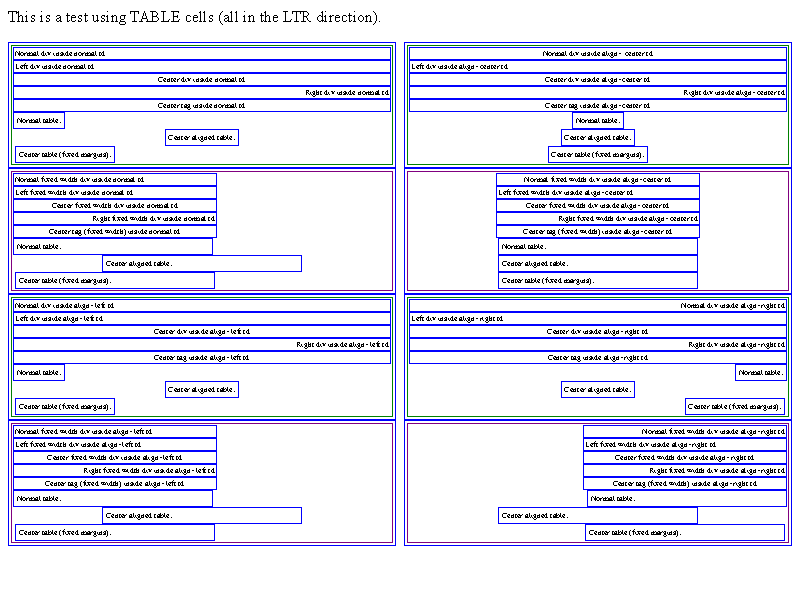 This is a test using TABLE cells (all in the LTR direction).
Normal div inside normal td
Left div inside normal td
Center div inside normal td
Right div inside normal td
Center tag inside normal td
Normal table.
Center aligned table.
Center table (fixed margins).
Normal div inside align - center td
Left div inside align - center td
Center div inside align - center td
Right div inside align - center td
Center tag inside align - center td
Normal table.
Center aligned table.
Center table (fixed margins).
Normal fixed width div inside normal td
Left fixed width div inside normal td
Center fixed width div inside normal td
Right fixed width div inside normal td
Center tag (fixed width) inside normal td
Normal table.
Center aligned table.
Center table (fixed margins).
Normal fixed width div inside align - center td
Left fixed width div inside align - center td
Center fixed width div inside align - center td
Right fixed width div inside align - center td
Center tag (fixed width) inside align - center td
Normal table.
Center aligned table.
Center table (fixed margins).
Normal div inside align - left td
Left div inside align - left td
Center div inside align - left td
Right div inside align - left td
Center tag inside align - left td
Normal table.
Center aligned table.
Center table (fixed margins).
Normal div inside align - right td
Left div inside align - right td
Center div inside align - right td
Right div inside align - right td
Center tag inside align - right td
Normal table.
Center aligned table.
Center table (fixed margins).
Normal fixed width div inside align - left td
Left fixed width div inside align - left td
Center fixed width div inside align - left td
Right fixed width div inside align - left td
Center tag (fixed width) inside align - left td
Normal table.
Center aligned table.
Center table (fixed margins).
Normal fixed width div inside align - right td
Left fixed width div inside align - right td
Center fixed width div inside align - right td
Right fixed width div inside align - right td
Center tag (fixed width) inside align - right td
Normal table.
Center aligned table.
Center table (fixed margins).